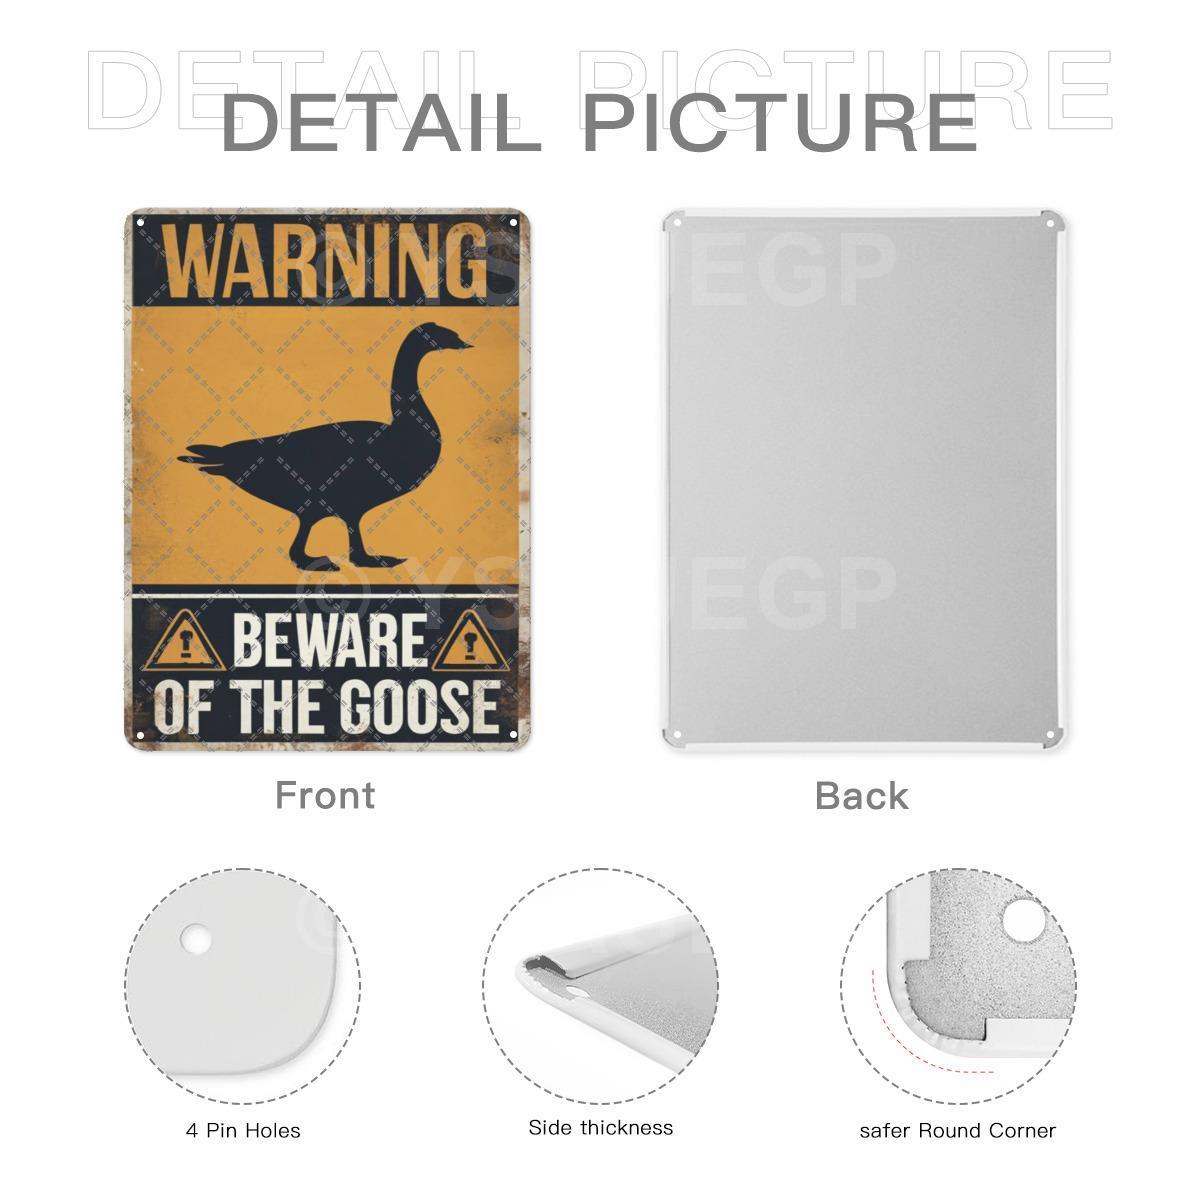 DETAIL PICTURE
DETAIL PICTURE
WARNING
BEWARE
OF THE GOOSE
Front
Back
4 Pin Holes
Side thickness
safer Round Corner